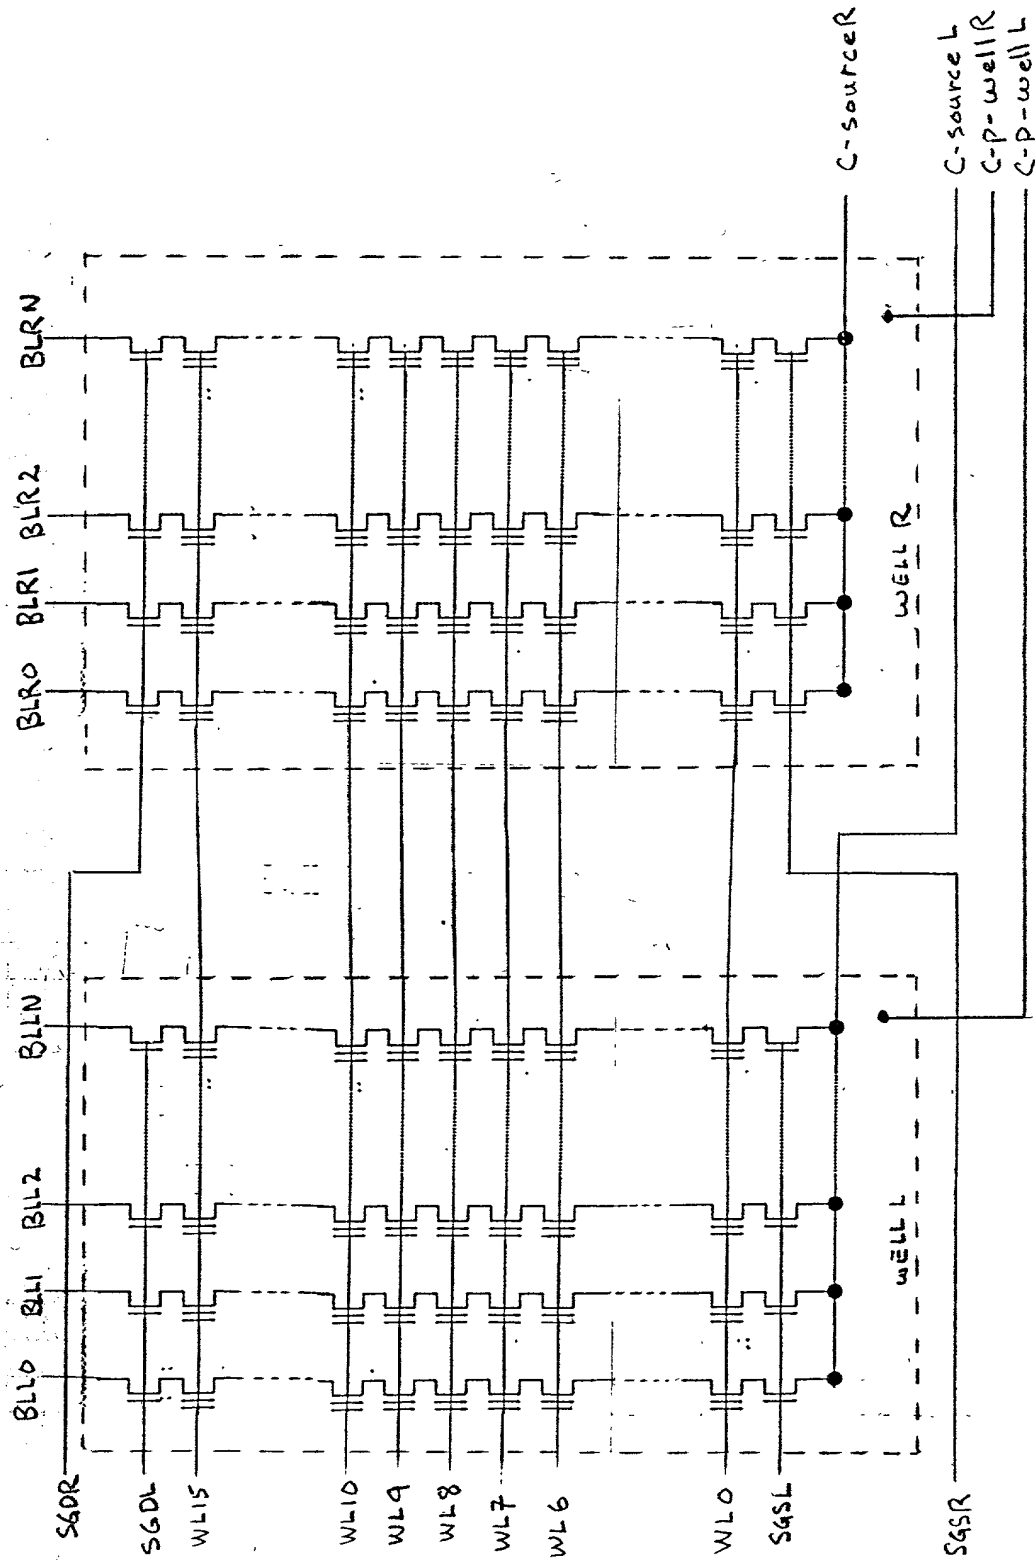 BLL0
BLL1
BLL2
BLLN
BLR0
BLR1
BLR2
BLRN
SGDR
SGDL
WL15
WL10
WL9
WL8
WL7
WL6
WL0
SGSL
SGSR
WELL L
WELL R
C-source R
C-source L
C-p-well R
C-p-well L